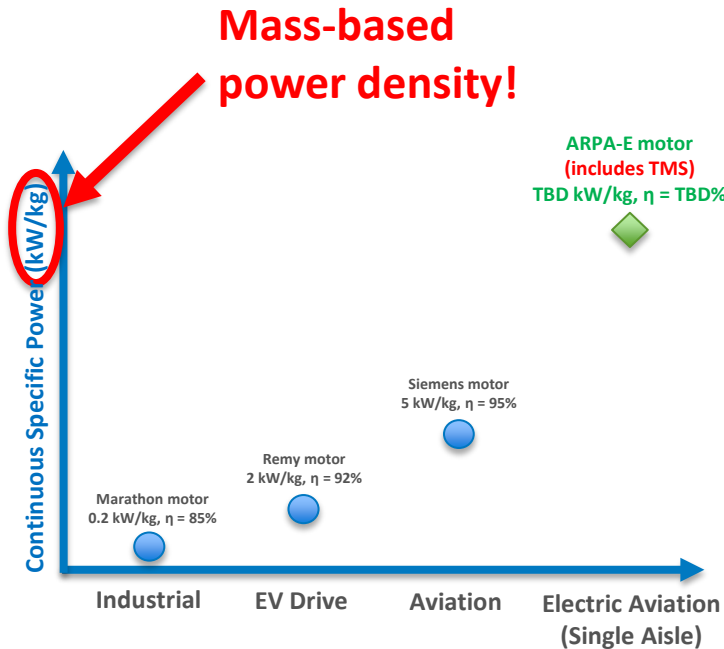 Mass-based
power density!
Continuous Specific Power (kW/kg)
ARPA-E motor
(includes TMS)
TBD kW/kg, η = TBD%
Siemens motor
5 kW/kg, η = 95%
Remy motor
2 kW/kg, η = 92%
Marathon motor
0.2 kW/kg, η = 85%
Industrial
EV Drive
Aviation
Electric Aviation
(Single Aisle)